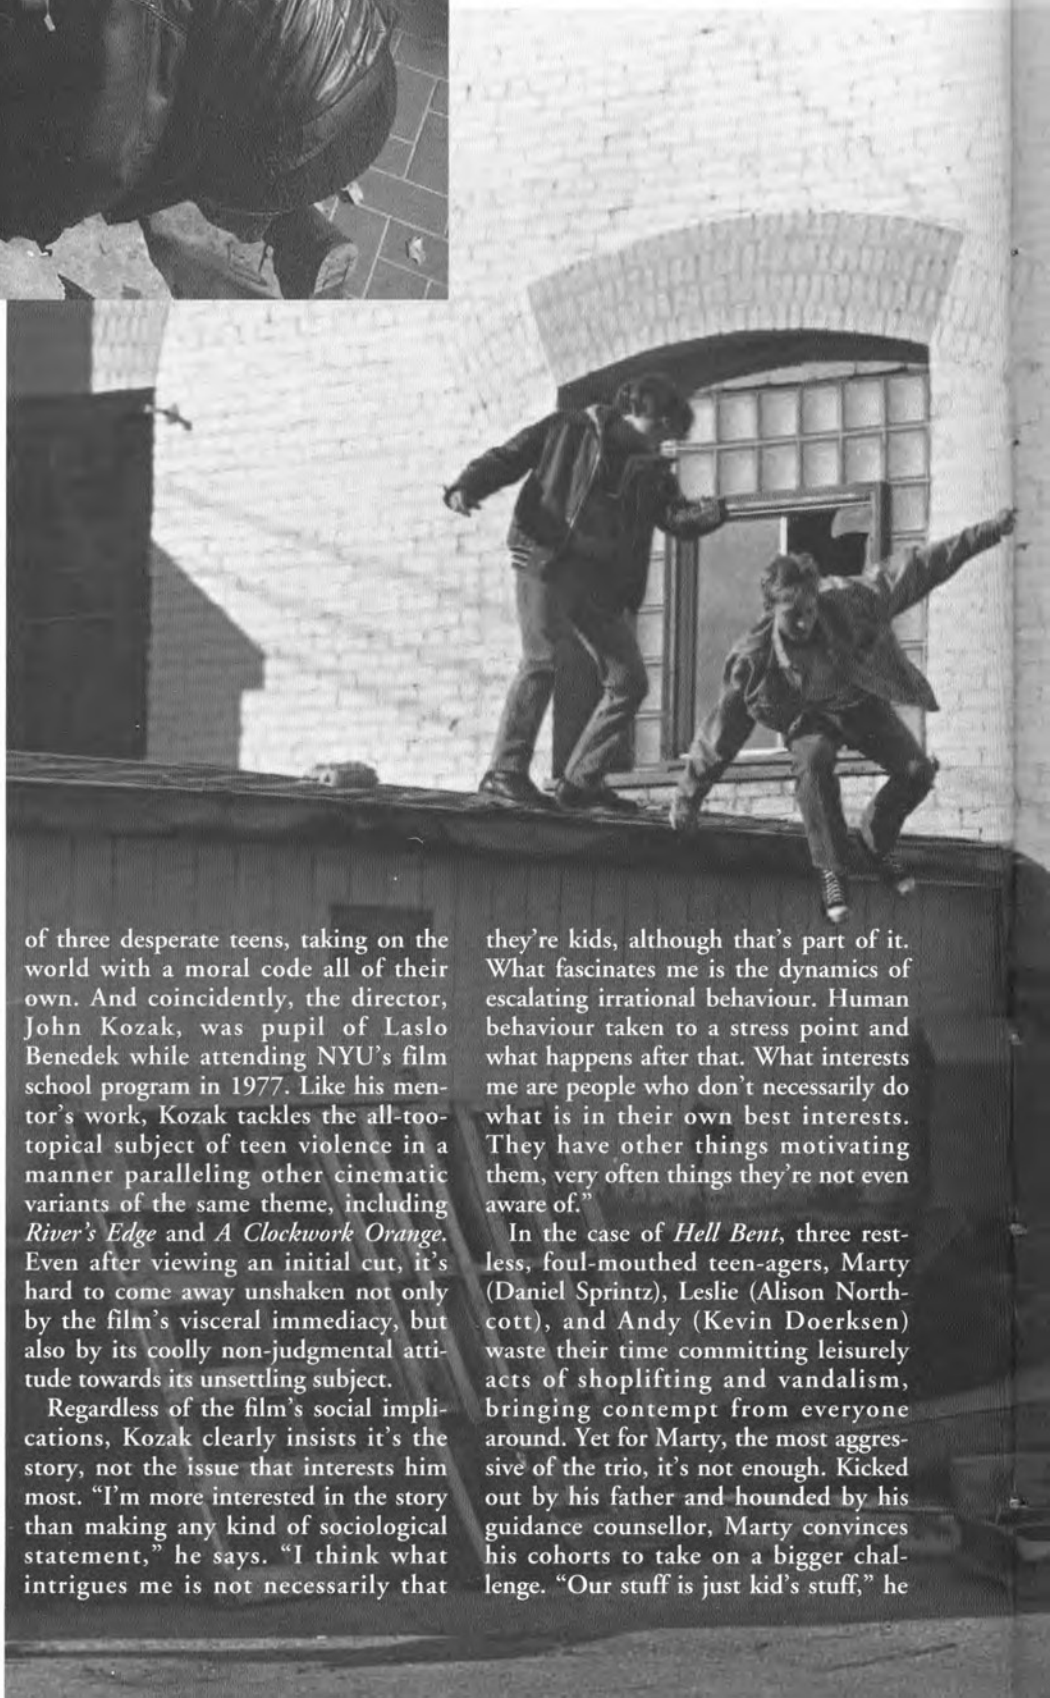 of three desperate teens, taking on the
world with a moral code all of their
own. And coincidently, the director,
John Kozak, was pupil of Laslo
Benedek while attending NYU's film
school program in 1977. Like his men-
tor's work, Kozak tackles the all-too-
topical subject of teen violence in a
manner paralleling other cinematic
variants of the same theme, including
River's Edge and A Clockwork Orange.
Even after viewing an initial cut, it's
hard to come away unshaken not only
by the film's visceral immediacy, but
also by its coolly non-judgmental atti-
tude towards its unsettling subject.
Regardless of the film's social impli-
cations, Kozak clearly insists it's the
story, not the issue that interests him
most. “I'm more interested in the story
than making any kind of sociological
statement,” he says. “I think what
intrigues me is not necessarily that
they're kids, although that's part of it.
What fascinates me is the dynamics of
escalating irrational behaviour. Human
behaviour taken to a stress point and
what happens after that. What interests
me are people who don't necessarily do
what is in their own best interests.
They have other things motivating
them, very often things they're not even
aware of.”
In the case of Hell Bent, three rest-
less, foul-mouthed teen-agers, Marty
(Daniel Sprintz), Leslie (Alison North-
cott), and Andy (Kevin Doerksen)
waste their time committing leisurely
acts of shoplifting and vandalism,
bringing contempt from everyone
around. Yet for Marty, the most aggres-
sive of the trio, it's not enough. Kicked
out by his father and hounded by his
guidance counsellor, Marty convinces
his cohorts to take on a bigger chal-
lenge. “Our stuff is just kid's stuff,” he